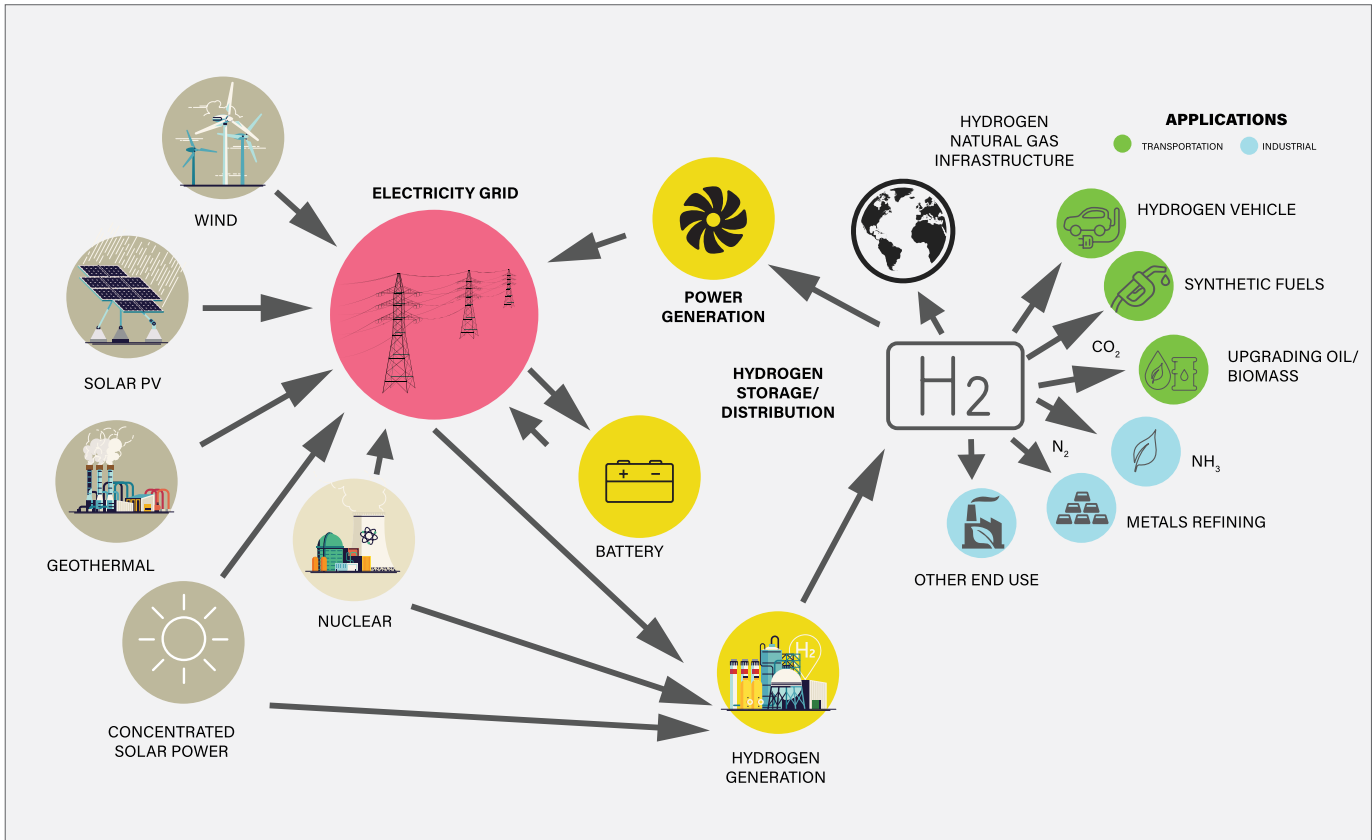 WIND
SOLAR PV
GEOTHERMAL
CONCENTRATED
SOLAR POWER
NUCLEAR
ELECTRICITY GRID
BATTERY
POWER
GENERATION
HYDROGEN
STORAGE/
DISTRIBUTION
H2
HYDROGEN
GENERATION
HYDROGEN
NATURAL GAS
INFRASTRUCTURE
H2
APPLICATIONS
TRANSPORTATION
INDUSTRIAL
HYDROGEN VEHICLE
SYNTHETIC FUELS
CO₂
UPGRADING OIL/
BIOMASS
N₂
NH₃
METALS REFINING
OTHER END USE
+ −